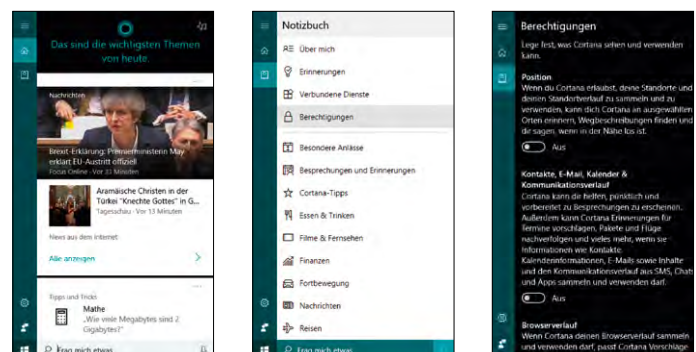 Das sind die wichtigsten Themen
von heute.
Nachrichten
Brexit-Erklärung: Premierministerin May
erklärt EU-Austritt offiziell
Focus Online · Vor 33 Minuten
Aramäische Christen in der
Türkei "Knechte Gottes" in G...
Tagesschau · Vor 13 Minuten
News aus dem Internet
Alle anzeigen
Tipps und Tricks
Mathe
„Wie viele Megabytes sind 2
Gigabytes?"
Frag mich etwas
Notizbuch
Über mich
Erinnerungen
Verbundene Dienste
Berechtigungen
Besondere Anlässe
Besprechungen und Erinnerungen
Cortana-Tipps
Essen & Trinken
Filme & Fernsehen
Finanzen
Fortbewegung
Nachrichten
Reisen
Frag mich etwas
Berechtigungen
Lege fest, was Cortana sehen und verwenden
kann.
Position
Wenn du Cortana erlaubst, deine Standorte und
deinen Standortverlauf zu sammeln und zu
verwenden, kann dich Cortana an ausgewählten
Orten erinnern, Wegbeschreibungen finden und
dir sagen, wenn in der Nähe los ist.
Aus
Kontakte, E-Mail, Kalender &
Kommunikationsverlauf
Cortana kann dir helfen, pünktlich und
vorbereitet zu Besprechungen zu erscheinen.
Außerdem kann Cortana Erinnerungen für
Termine vorschlagen, Pakete und Flüge
nachverfolgen und vieles mehr, wenn sie
Informationen wie Kontakte,
Kalenderinformationen, E-Mails sowie Inhalte
und den Kommunikationsverlauf aus SMS, Chats
und Apps sammeln und verwenden darf.
Aus
Browserverlauf
Wenn Cortana deinen Browserverlauf sammeln
und verwenden darf, passt Cortana Vorschläge